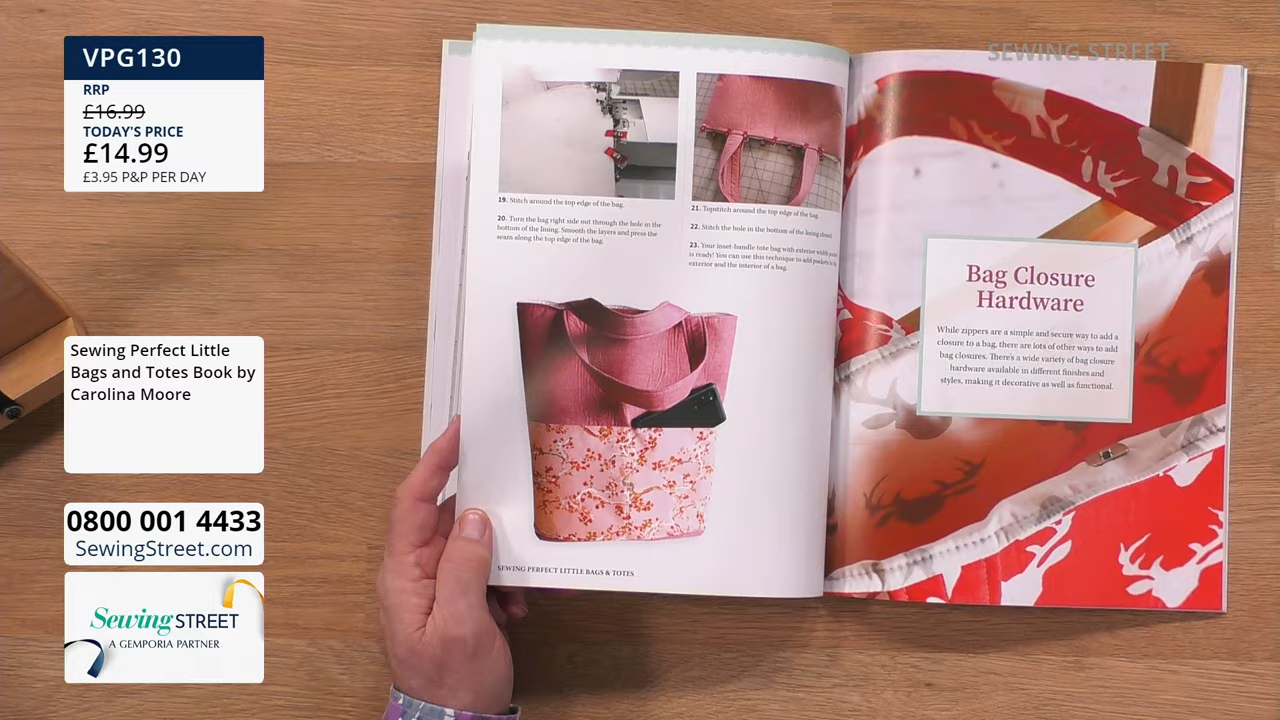 VPG130
RRP
£16.99
TODAY'S PRICE
£14.99
£3.95 P&P PER DAY
Sewing Perfect Little
Bags and Totes Book by
Carolina Moore
0800 001 4433
SewingStreet.com
Sewing STREET
A GEMPORIA PARTNER
SEWING STREET
19. Stitch around the top edge of the bag.
20. Turn the bag right side out through the hole in the
bottom of the lining. Smooth the layers and press the
seam along the top edge of the bag.
21. Topstitch around the top edge of the bag.
22. Stitch the hole in the bottom of the lining closed.
23. Your inset-handle tote bag with exterior width
is ready! You can use this technique to add pockets to the
exterior and the interior of a bag.
SEWING PERFECT LITTLE BAGS & TOTES
Bag Closure
Hardware
While zippers are a simple and secure way to add a
closure to a bag, there are lots of other ways to add
bag closures. There's a wide variety of bag closure
hardware available in different finishes and
styles, making it decorative as well as functional.